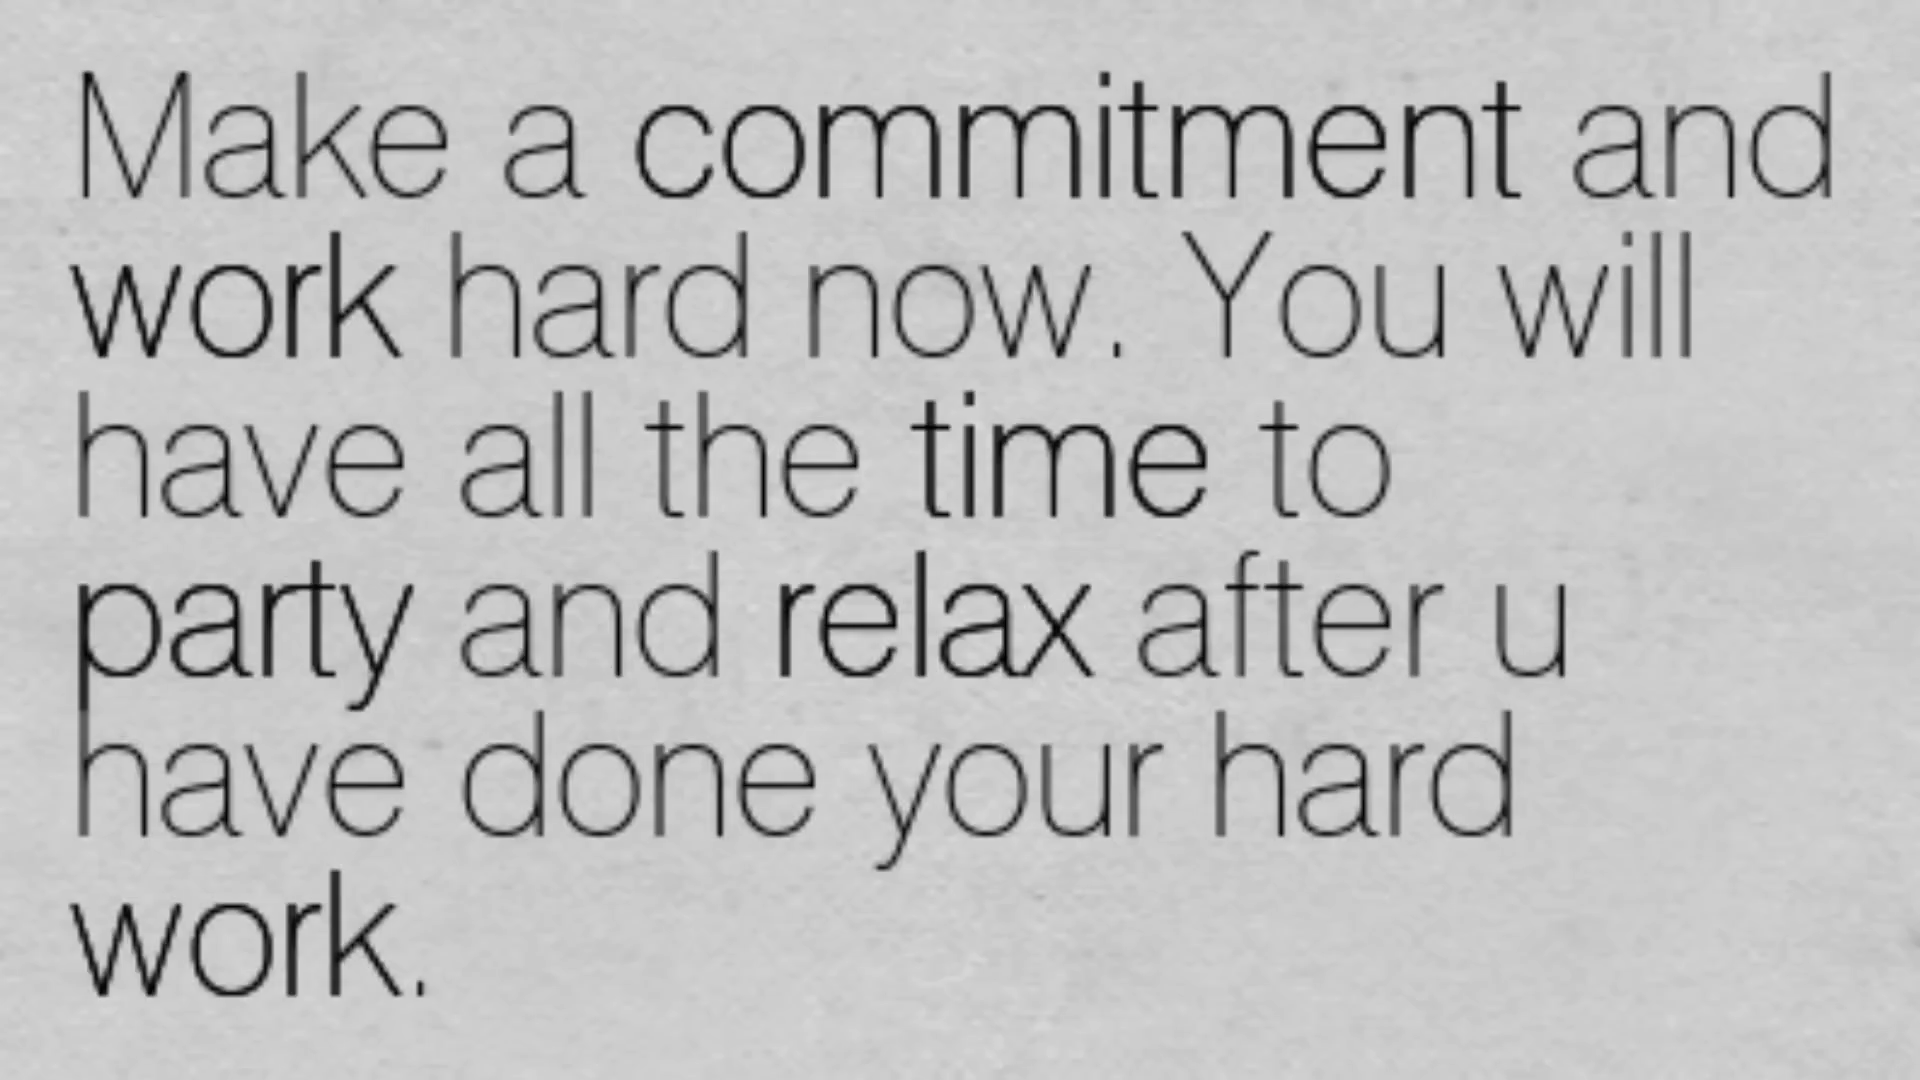 Make a commitment and
work hard now. You will
have all the time to
party and relax after u
have done your hard
work.